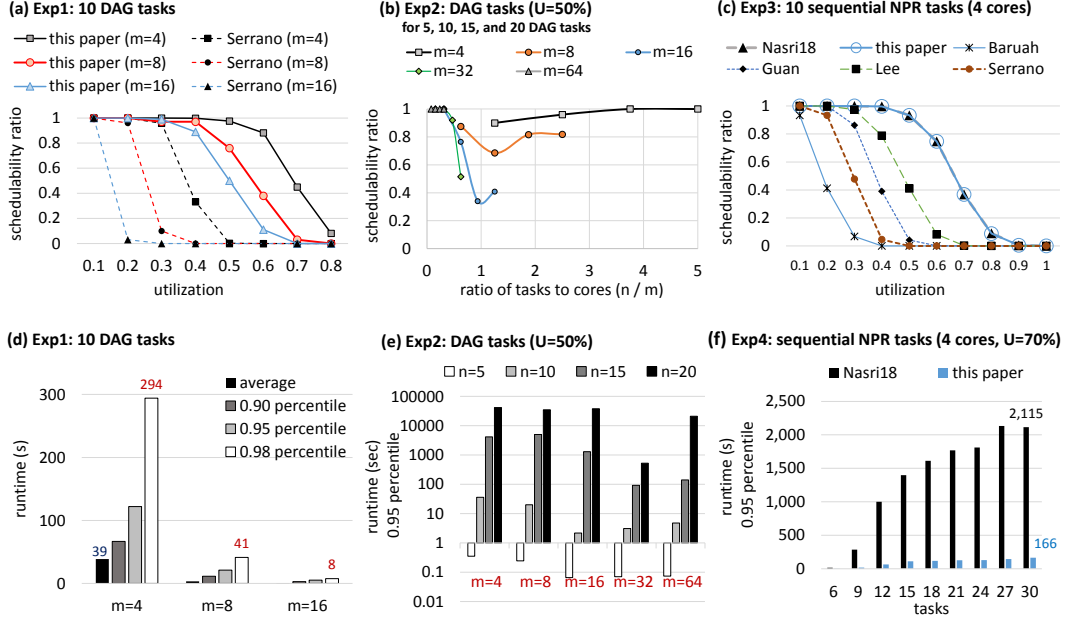 (a) Exp1: 10 DAG tasks
this paper (m=4)
Serrano (m=4)
this paper (m=8)
Serrano (m=8)
this paper (m=16)
Serrano (m=16)
schedulability ratio
1
0.8
0.6
0.4
0.2
0
0.1 0.2 0.3 0.4 0.5 0.6 0.7 0.8
utilization
(b) Exp2: DAG tasks (U=50%)
for 5, 10, 15, and 20 DAG tasks
m=4
m=8
m=16
m=32
m=64
schedulability ratio
1
0.8
0.6
0.4
0.2
0
0 1 2 3 4 5
ratio of tasks to cores (n / m)
(c) Exp3: 10 sequential NPR tasks (4 cores)
Nasri18
this paper
Baruah
Guan
Lee
Serrano
schedulability ratio
1
0.8
0.6
0.4
0.2
0
0.1 0.2 0.3 0.4 0.5 0.6 0.7 0.8 0.9 1
utilization
(d) Exp1: 10 DAG tasks
294
average
0.90 percentile
0.95 percentile
0.98 percentile
runtime (s)
300
200
100
0
39
41
8
m=4 m=8 m=16
(e) Exp2: DAG tasks (U=50%)
n=5 n=10 n=15 n=20
runtime (sec)
0.95 percentile
100000
10000
1000
100
10
1
0.1
0.01
m=4 m=8 m=16 m=32 m=64
(f) Exp4: sequential NPR tasks (4 cores, U=70%)
Nasri18
this paper
runtime (s)
0.95 percentile
2,500
2,000
1,500
1,000
500
0
2,115
166
6 9 12 15 18 21 24 27 30
tasks